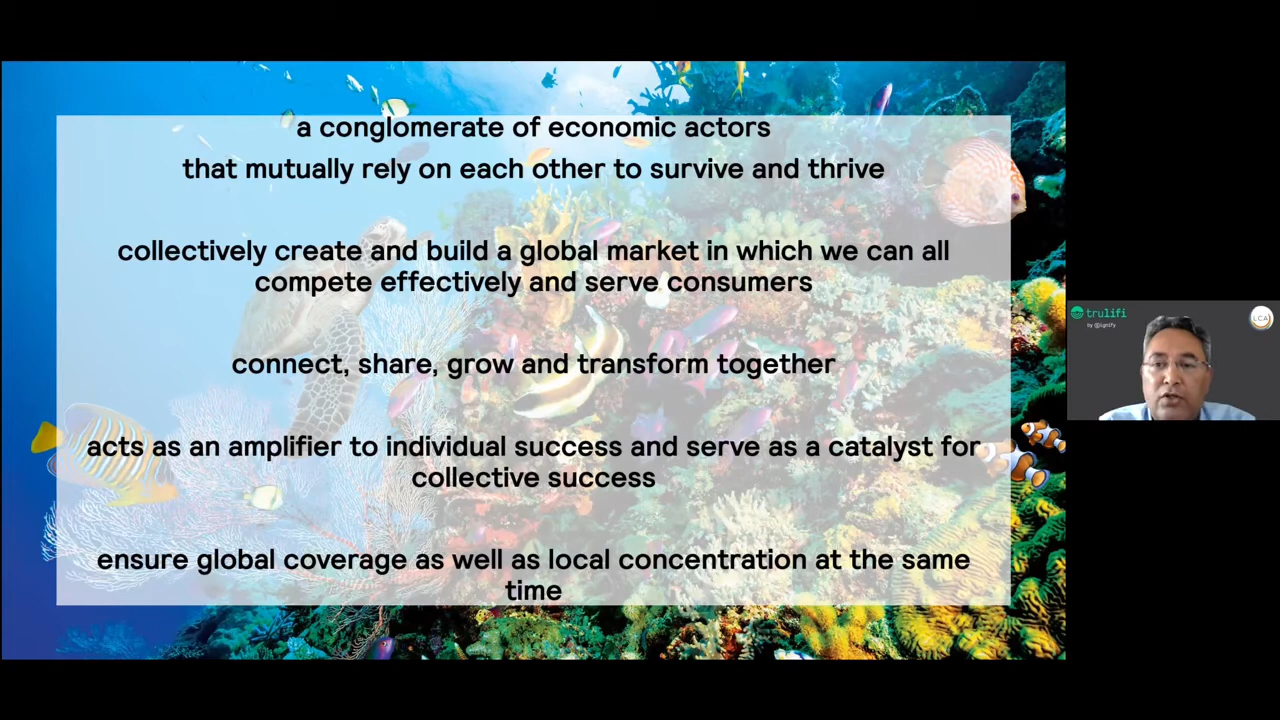 a conglomerate of economic actors
that mutually rely on each other to survive and thrive
collectively create and build a global market in which we can all
compete effectively and serve consumers
connect, share, grow and transform together
acts as an amplifier to individual success and serve as a catalyst for
collective success
ensure global coverage as well as local concentration at the same
time
trulifi
by Signify
LCA